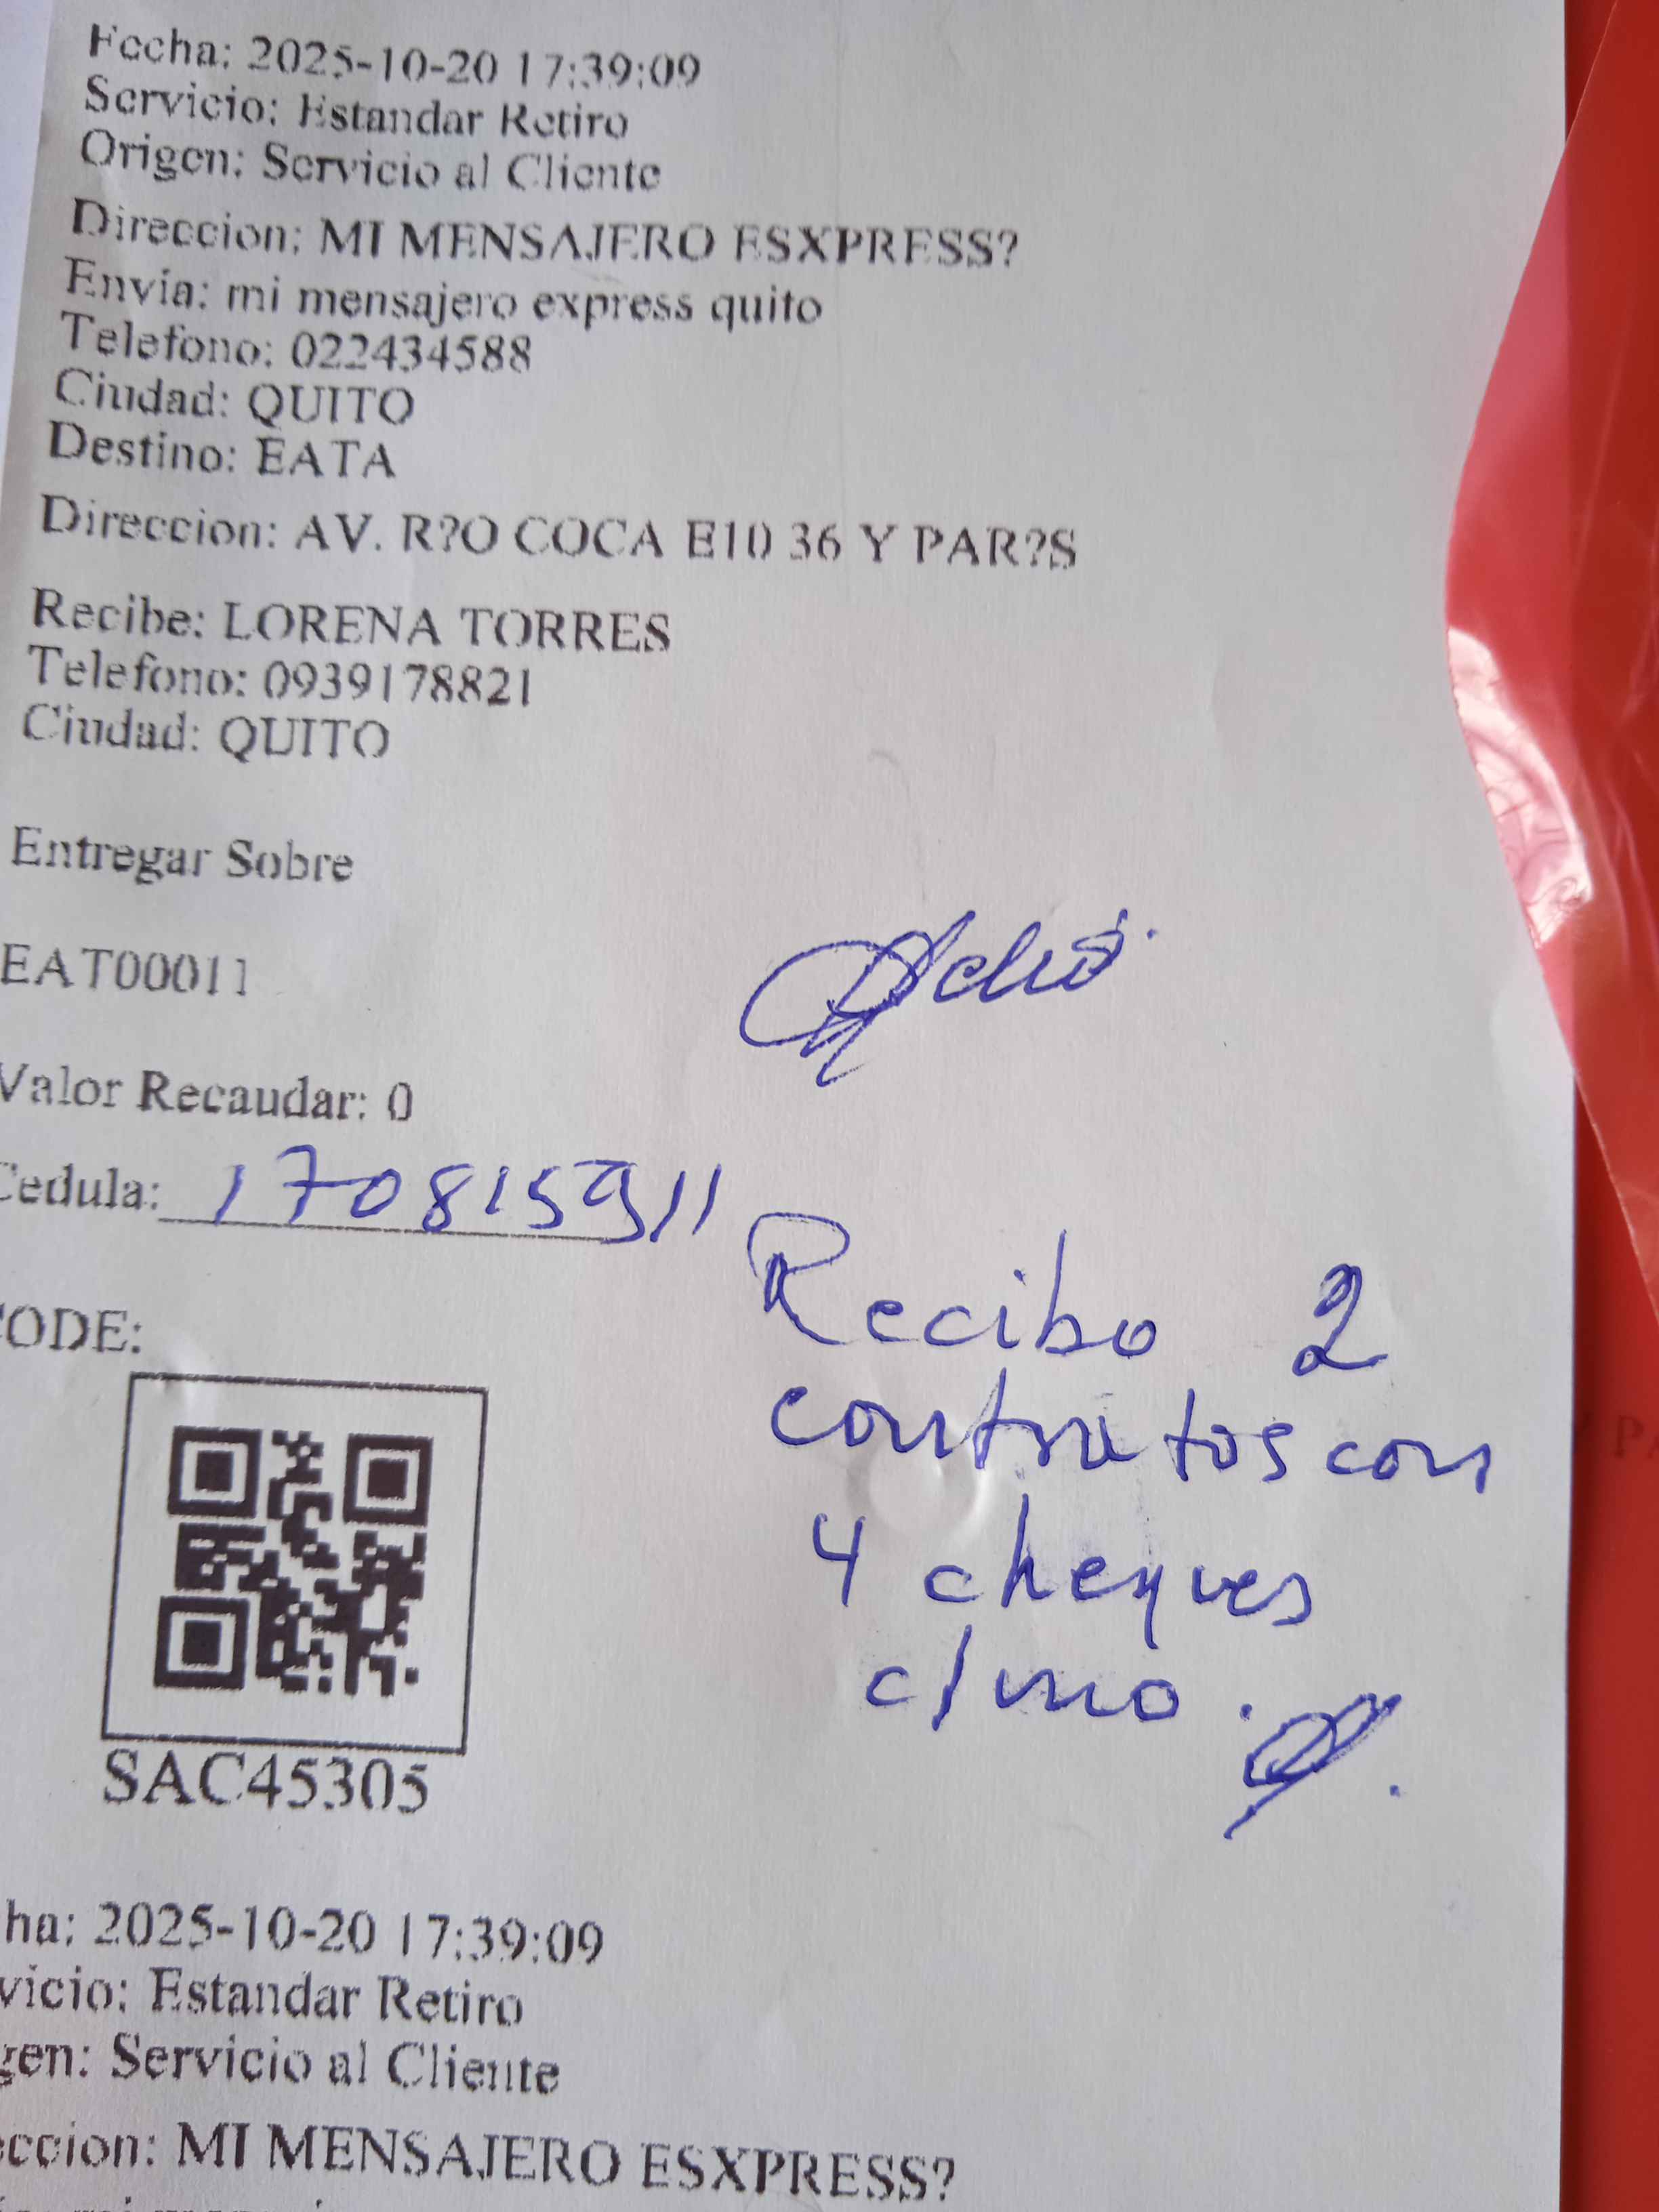 Fecha: 2025-10-20 17:39:09
Servicio: Estandar Retiro
Origen: Servicio al Cliente
Direccion: MI MENSAJERO ESXPRESS?
Envia: mi mensajero express quito
Telefono: 022434588
Ciudad: QUITO
Destino: EATA
Direccion: AV. R?O COCA E10 36 Y PAR?S
Recibe: LORENA TORRES
Telefono: 0939178821
Ciudad: QUITO
Entregar Sobre
EAT00011
Valor Recaudar: 0
Cedula: 170815911
CODE:
Recibo 2
contratos con
4 cheques
c/uno.
SAC45305
ha: 2025-10-20 17:39:09
vicio: Estandar Retiro
gen: Servicio al Cliente
eccion: MI MENSAJERO ESXPRESS?